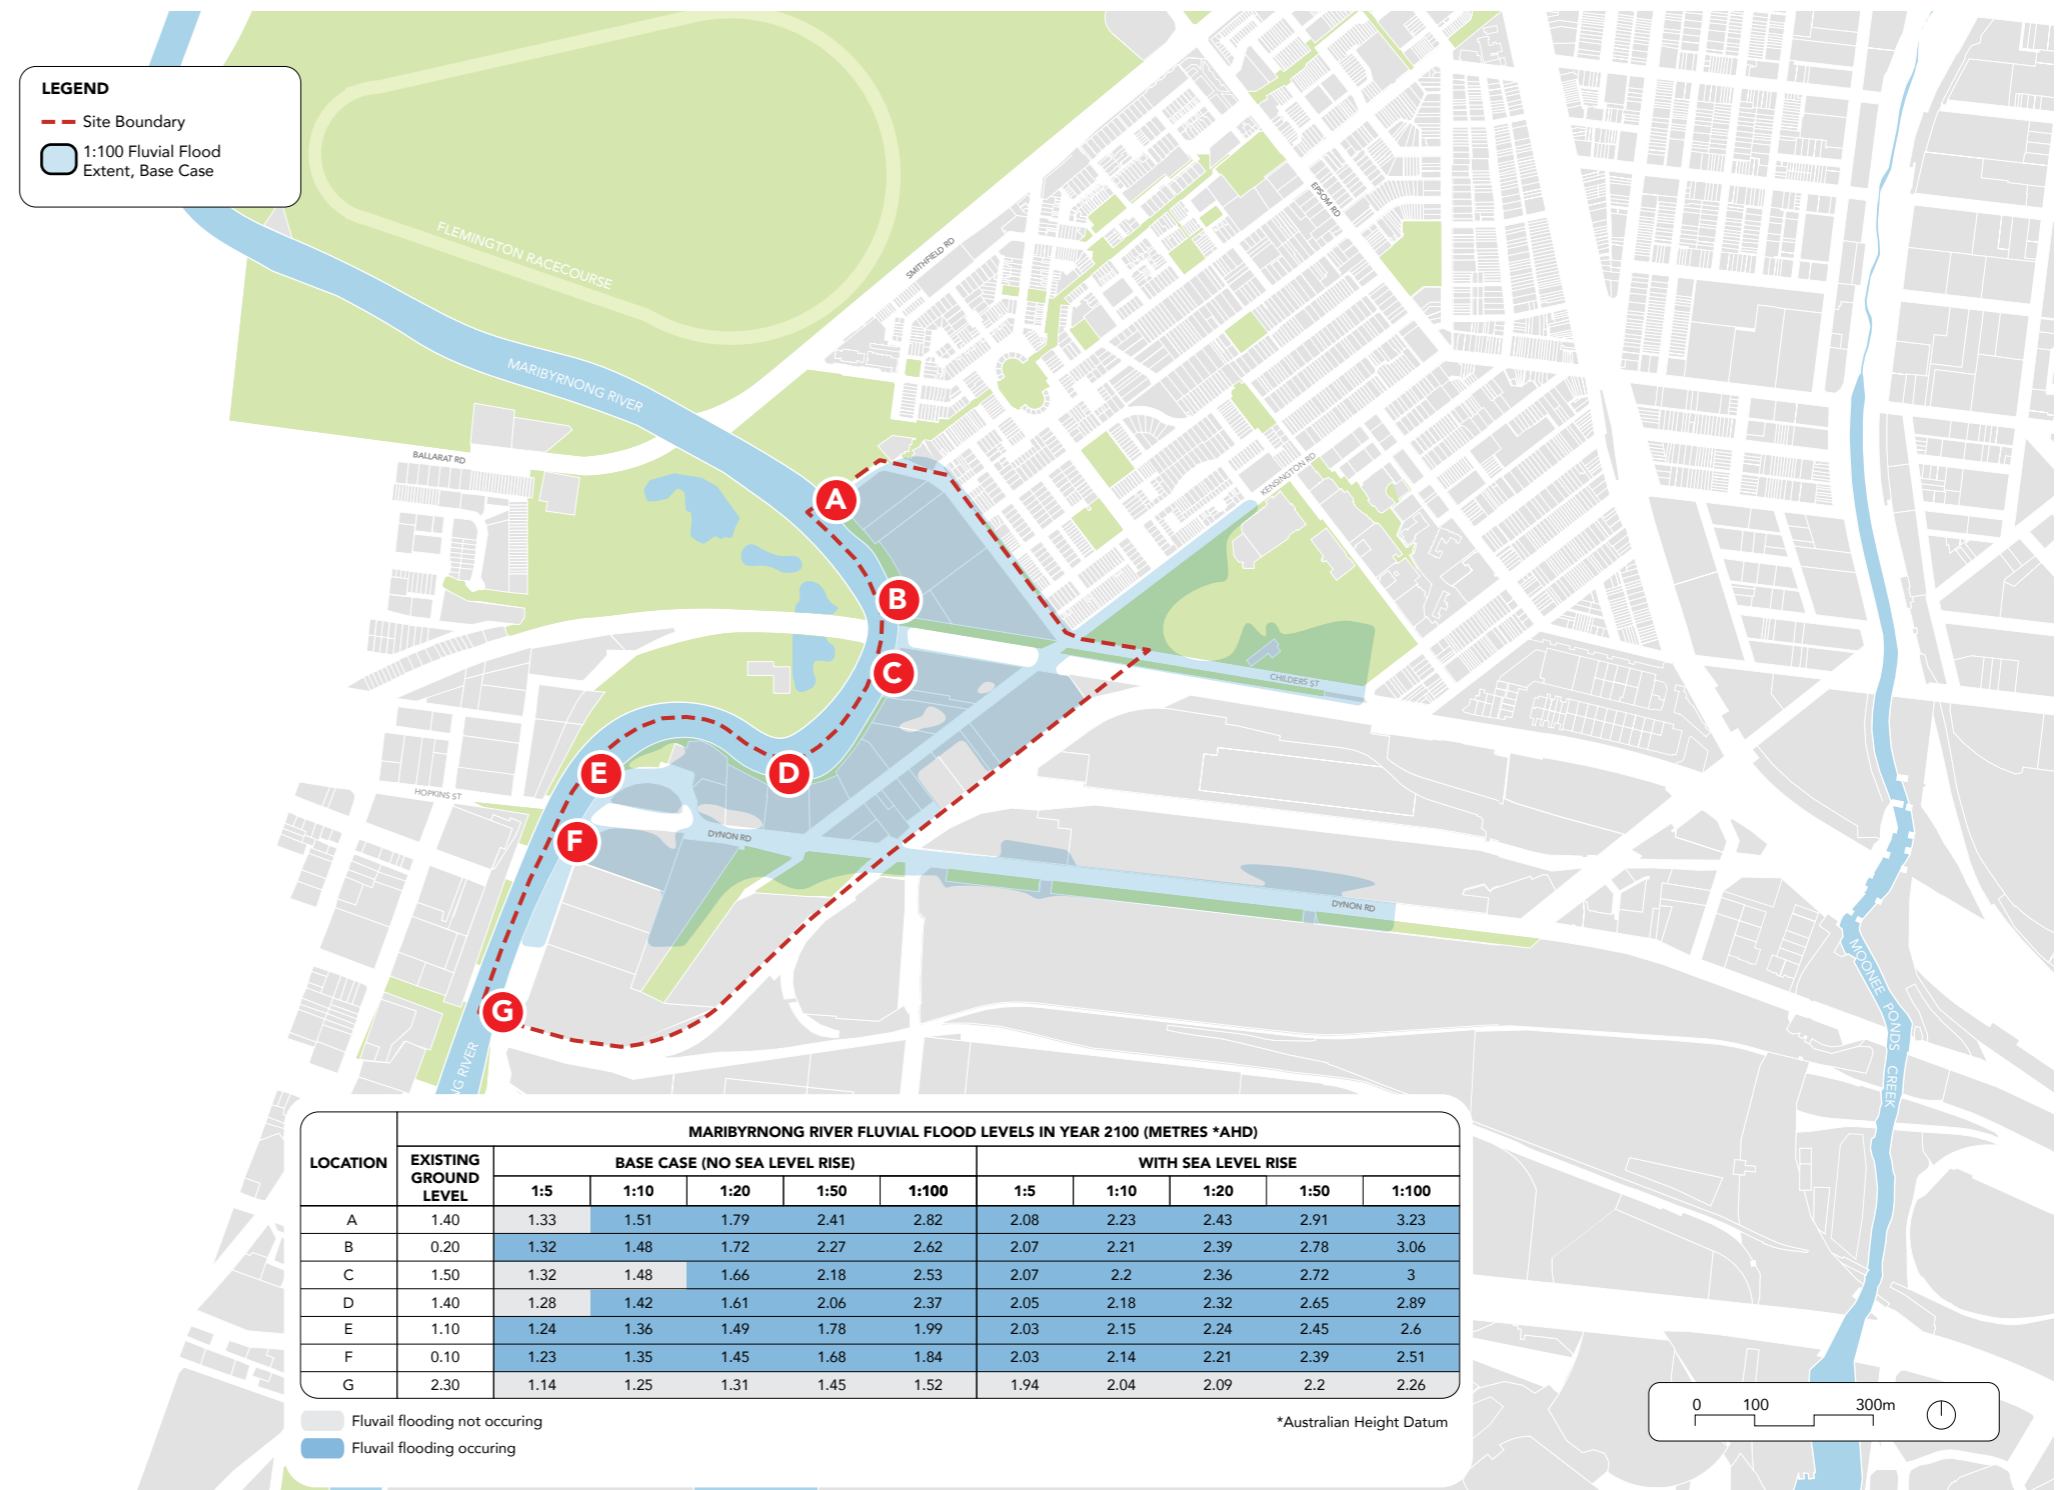 LEGEND
Site Boundary
1:100 Fluvial Flood
Extent, Base Case
FLEMINGTON RACECOURSE
SMITHFIELD RD
EPSOM RD
MARIBYRNONG RIVER
BALLARAT RD
KENSINGTON RD
A
B
C
CHILDERS ST
D
E
HOPKINS ST
F
DYNON RD
DYNON RD
G
NG RIVER
MOONEE PONDS CREEK
LOCATION
MARIBYRNONG RIVER FLUVIAL FLOOD LEVELS IN YEAR 2100 (METRES *AHD)
EXISTING
GROUND
LEVEL
BASE CASE (NO SEA LEVEL RISE)
WITH SEA LEVEL RISE
1:5 1:10 1:20 1:50 1:100 1:5 1:10 1:20 1:50 1:100
A 1.40 1.33 1.51 1.79 2.41 2.82 2.08 2.23 2.43 2.91 3.23
B 0.20 1.32 1.48 1.72 2.27 2.62 2.07 2.21 2.39 2.78 3.06
C 1.50 1.32 1.48 1.66 2.18 2.53 2.07 2.2 2.36 2.72 3
D 1.40 1.28 1.42 1.61 2.06 2.37 2.05 2.18 2.32 2.65 2.89
E 1.10 1.24 1.36 1.49 1.78 1.99 2.03 2.15 2.24 2.45 2.6
F 0.10 1.23 1.35 1.45 1.68 1.84 2.03 2.14 2.21 2.39 2.51
G 2.30 1.14 1.25 1.31 1.45 1.52 1.94 2.04 2.09 2.2 2.26
Fluvail flooding not occuring
Fluvail flooding occuring
*Australian Height Datum
0 100 300m